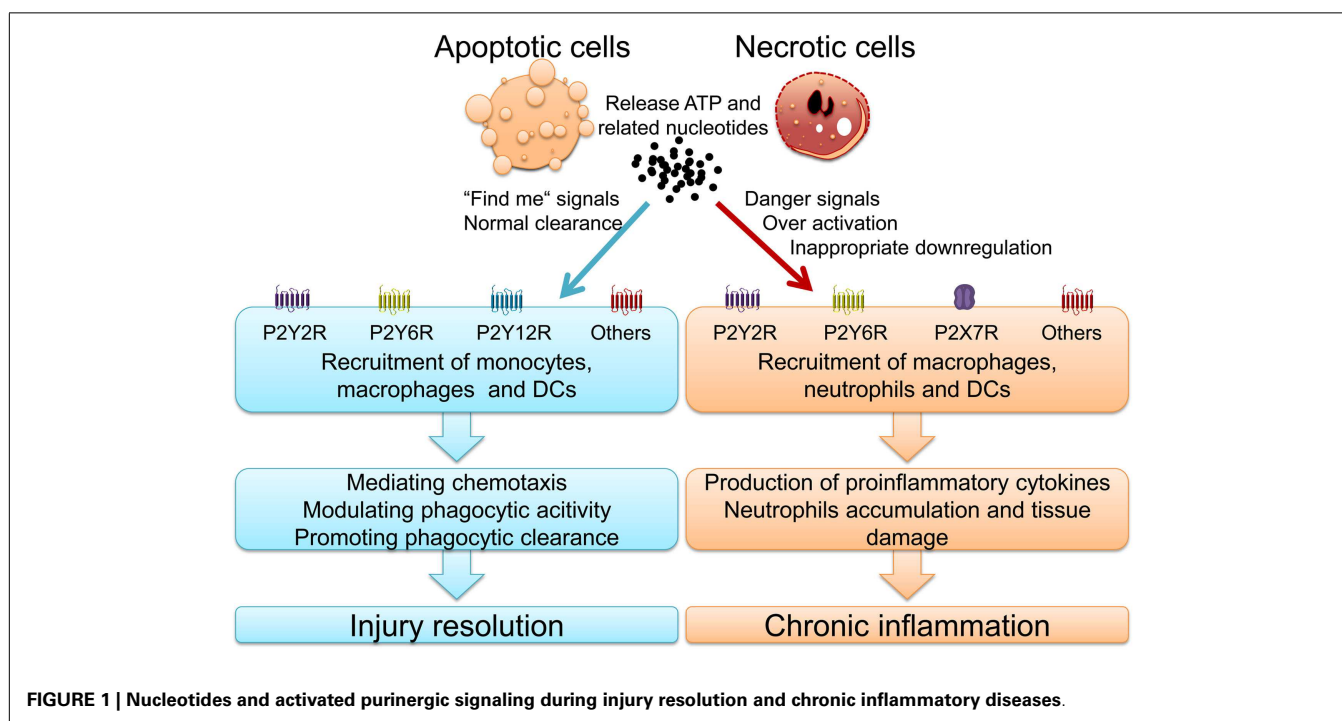 Apoptotic cells
Necrotic cells
Release ATP and
related nucleotides
“Find me“ signals
Normal clearance
Danger signals
Over activation
Inappropriate downregulation
P2Y2R P2Y6R P2Y12R Others
Recruitment of monocytes,
macrophages and DCs
Mediating chemotaxis
Modulating phagocytic acitivity
Promoting phagocytic clearance
Injury resolution
P2Y2R P2Y6R P2X7R Others
Recruitment of macrophages,
neutrophils and DCs
Production of proinflammatory cytokines
Neutrophils accumulation and tissue
damage
Chronic inflammation
FIGURE 1 | Nucleotides and activated purinergic signaling during injury resolution and chronic inflammatory diseases.